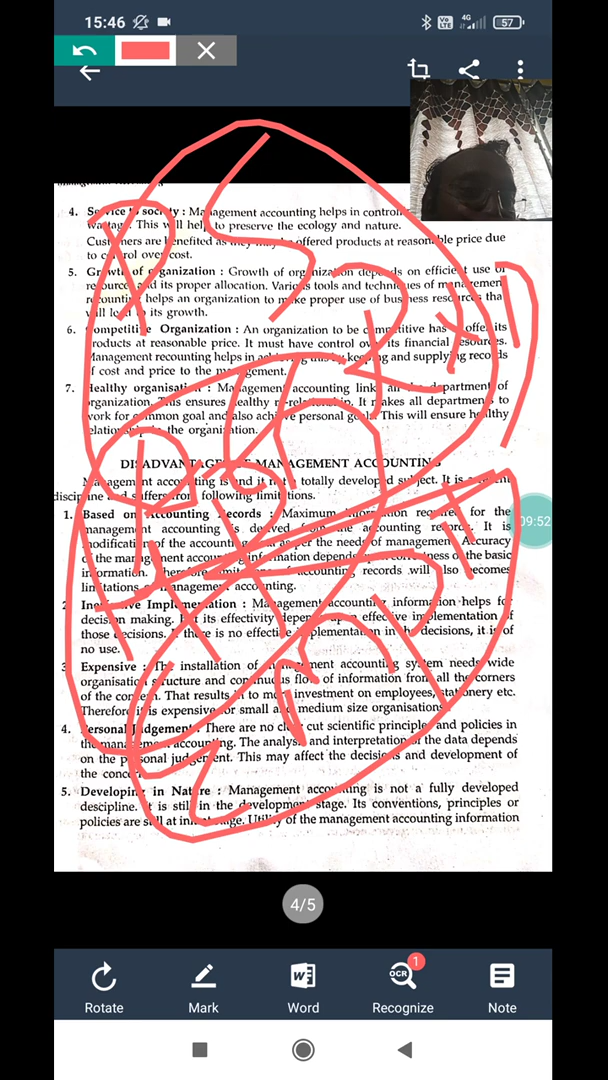 15:46
4G
57
4. Service to society : Management accounting helps in
wastage. This will help to preserve the ecology and nature.
Customers are benefited as they may be offered products at reasonable price due
to control over cost.
5. Growth of organization : Growth of organization depends on efficient use of
resources and its proper allocation. Various tools and techniques of managemen
recounting helps an organization to make proper use of business resources tha
will to its growth.
6. Competitive Organization : An organization to be competitive has offer its
products at reasonable price. It must have control over its financial resources.
Management recounting helps in this by keeping and supplying records
of cost and price to the management.
7. Healthy organisation : Management accounting link all the department of
organization. This ensures healthy relationship. It makes all departments to
work for common goal and also achieve personal goals. This will ensure healthy
relationship in the organization.
DISADVANTAGES OF MANAGEMENT ACCOUNTING
Management accounting is and it not a totally developed subject. It is
discipline and suffers from following limitations.
1. Based on Accounting Records : Maximum information required for the
management accounting is derived from the accounting records. It is
modification of the accounting as per the needs of management. Accuracy
the management accounting information depends correctness of the basic
information. Therefore of accounting records will also becomes
limitations of management accounting.
2. Implementation : Management accounting information helps for
decision making. But its effectivity depends upon effective implementation of
those decisions. If there is no effective implementation in the decisions, it is of
no use.
3. Expensive : The installation of management accounting system needs wide
organisation structure and continuous flow of information from all the corners
of the concern. That results in to more investment on employees, stationery etc.
Therefore it is expensive for small and medium size organisations.
4. Personal Judgement : There are no clear cut scientific principles and policies in
the management accounting. The analysis and interpretation of the data depends
on the personal judgement. This may affect the decisions and development of
the concern.
5. Developing in Nature : Management accounting is not a fully developed
descipline. It is still in the development stage. Its conventions, principles or
policies are still at stage. Utility of the management accounting information
09:52
4/5
OCR
1
Rotate Mark Word Recognize Note